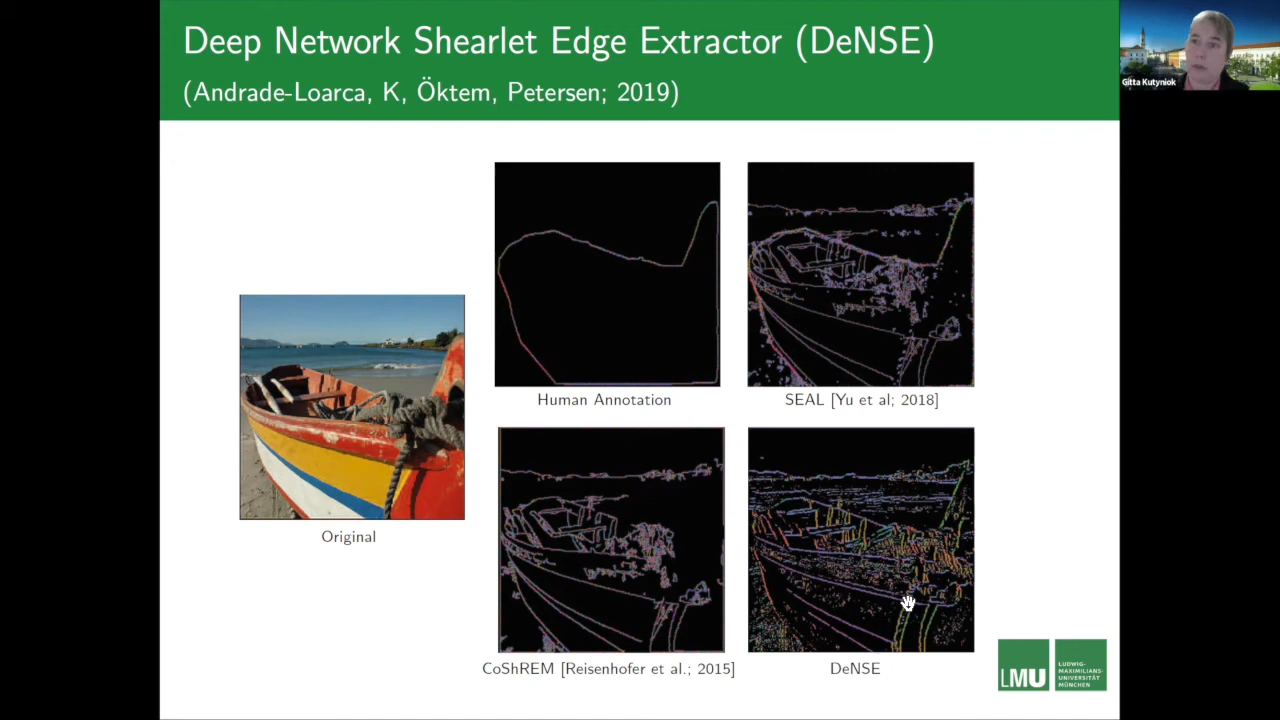 Deep Network Shearlet Edge Extractor (DeNSE)
(Andrade-Loarca, K, Öktem, Petersen; 2019)
Gitta Kutyniok
Human Annotation
SEAL [Yu et al; 2018]
Original
CoShREM [Reisenhofer et al.; 2015]
DeNSE
LMU
LUDWIG-
MAXIMILIANS-
UNIVERSITÄT
MÜNCHEN